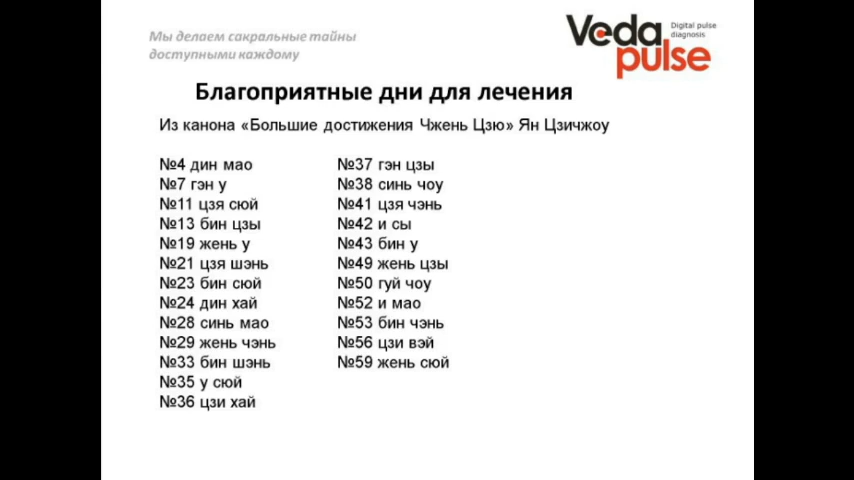 Мы делаем сакральные тайны
доступными каждому
Veda
pulse
Digital pulse
diagnosis
Благоприятные дни для лечения
Из канона «Большие достижения Чжень Цзю» Ян Цзичжоу
№4 дин мао
№7 гэн у
№11 цзя сюй
№13 бин цзы
№19 жень у
№21 цзя шэнь
№23 бин сюй
№24 дин хай
№28 синь мао
№29 жень чэнь
№33 бин шэнь
№35 у сюй
№36 цзи хай
№37 гэн цзы
№38 синь чоу
№41 цзя чэнь
№42 и сы
№43 бин у
№49 жень цзы
№50 гуй чоу
№52 и мао
№53 бин чэнь
№56 цзи вэй
№59 жень сюй